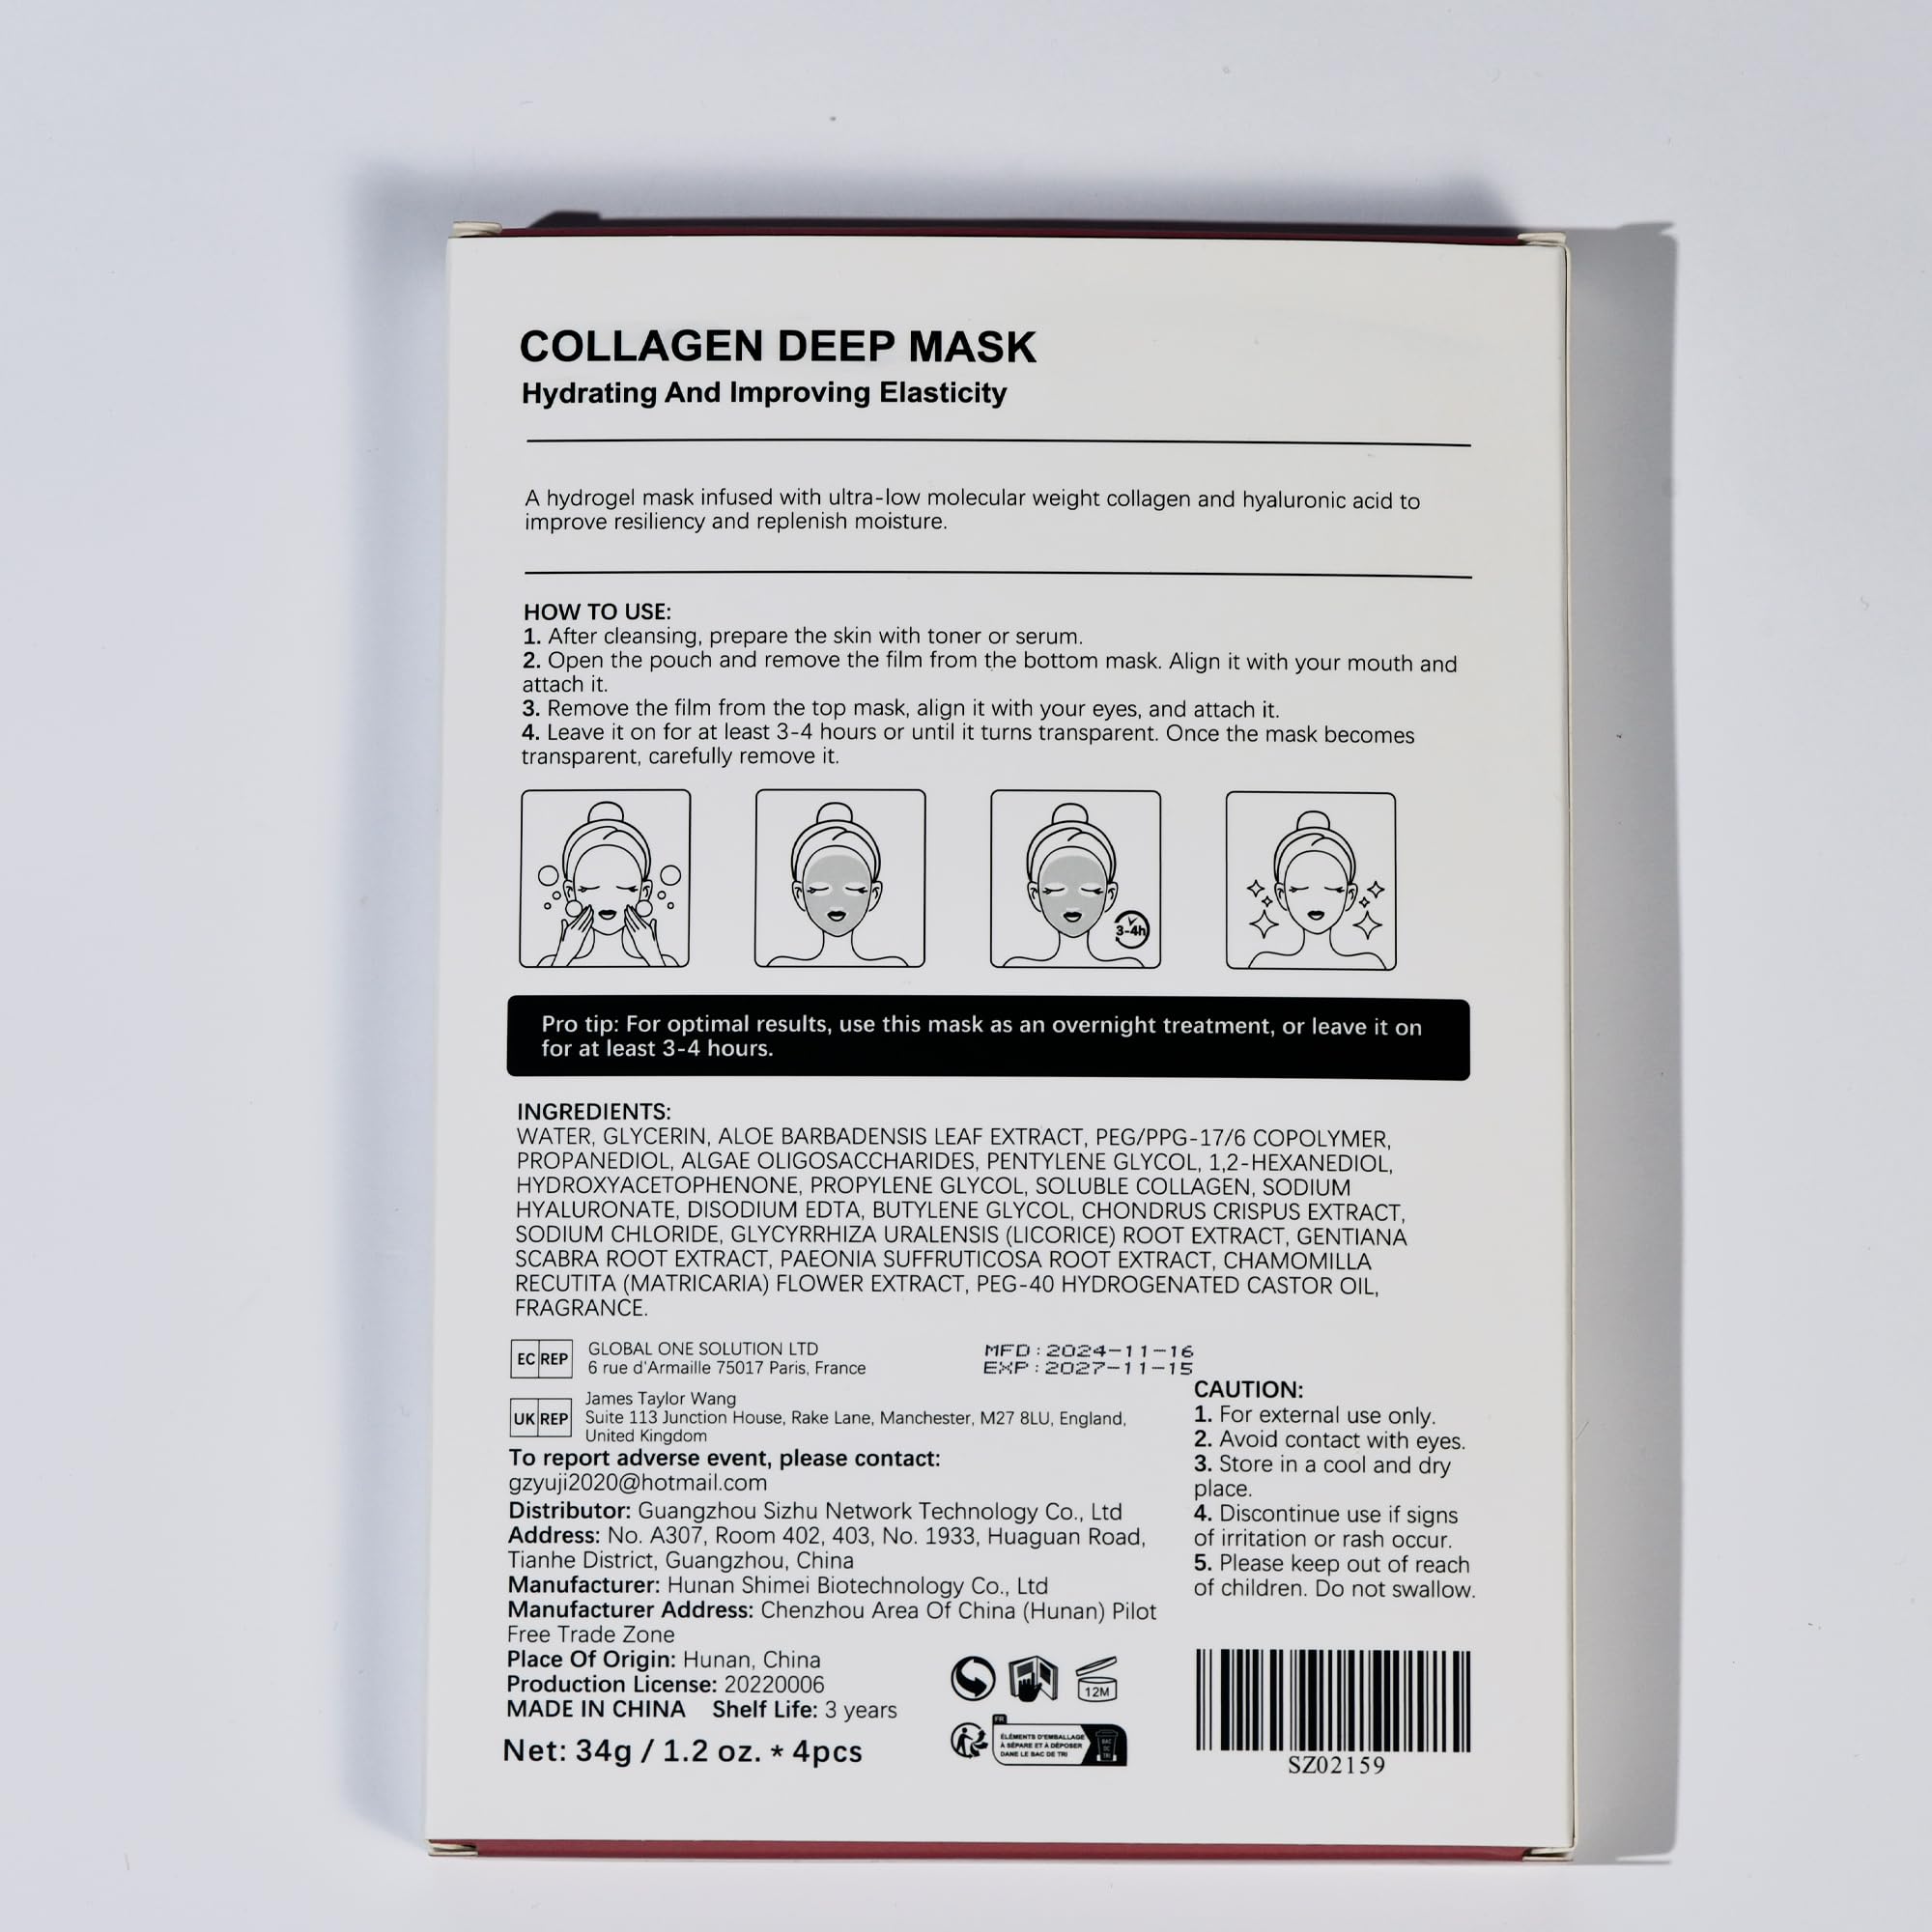 COLLAGEN DEEP MASK
Hydrating And Improving Elasticity
A hydrogel mask infused with ultra-low molecular weight collagen and hyaluronic acid to
improve resiliency and replenish moisture.
HOW TO USE:
1. After cleansing, prepare the skin with toner or serum.
2. Open the pouch and remove the film from the bottom mask. Align it with your mouth and
attach it.
3. Remove the film from the top mask, align it with your eyes, and attach it.
4. Leave it on for at least 3-4 hours or until it turns transparent. Once the mask becomes
transparent, carefully remove it.
3-4h
Pro tip: For optimal results, use this mask as an overnight treatment, or leave it on
for at least 3-4 hours.
INGREDIENTS:
WATER, GLYCERIN, ALOE BARBADENSIS LEAF EXTRACT, PEG/PPG-17/6 COPOLYMER,
PROPANEDIOL, ALGAE OLIGOSACCHARIDES, PENTYLENE GLYCOL, 1,2-HEXANEDIOL,
HYDROXYACETOPHENONE, PROPYLENE GLYCOL, SOLUBLE COLLAGEN, SODIUM
HYALURONATE, DISODIUM EDTA, BUTYLENE GLYCOL, CHONDRUS CRISPUS EXTRACT,
SODIUM CHLORIDE, GLYCYRRHIZA URALENSIS (LICORICE) ROOT EXTRACT, GENTIANA
SCABRA ROOT EXTRACT, PAEONIA SUFFRUTICOSA ROOT EXTRACT, CHAMOMILLA
RECUTITA (MATRICARIA) FLOWER EXTRACT, PEG-40 HYDROGENATED CASTOR OIL,
FRAGRANCE.
EC REP
GLOBAL ONE SOLUTION LTD
6 rue d'Armaille 75017 Paris, France
MFD:2024-11-16
EXP:2027-11-15
UK REP
James Taylor Wang
Suite 113 Junction House, Rake Lane, Manchester, M27 8LU, England,
United Kingdom
To report adverse event, please contact:
gzyuji2020@hotmail.com
Distributor: Guangzhou Sizhu Network Technology Co., Ltd
Address: No. A307, Room 402, 403, No. 1933, Huaguan Road,
Tianhe District, Guangzhou, China
Manufacturer: Hunan Shimei Biotechnology Co., Ltd
Manufacturer Address: Chenzhou Area Of China (Hunan) Pilot
Free Trade Zone
Place Of Origin: Hunan, China
Production License: 20220006
MADE IN CHINA Shelf Life: 3 years
Net: 34g / 1.2 oz. * 4pcs
CAUTION:
1. For external use only.
2. Avoid contact with eyes.
3. Store in a cool and dry
place.
4. Discontinue use if signs
of irritation or rash occur.
5. Please keep out of reach
of children. Do not swallow.
12M
FR
ÉLÉMENTS D'EMBALLAGE
À SÉPARE ET À DÉPOSER
DANS LE BAC DE TRI
BAC
DE
TRI
SZ02159